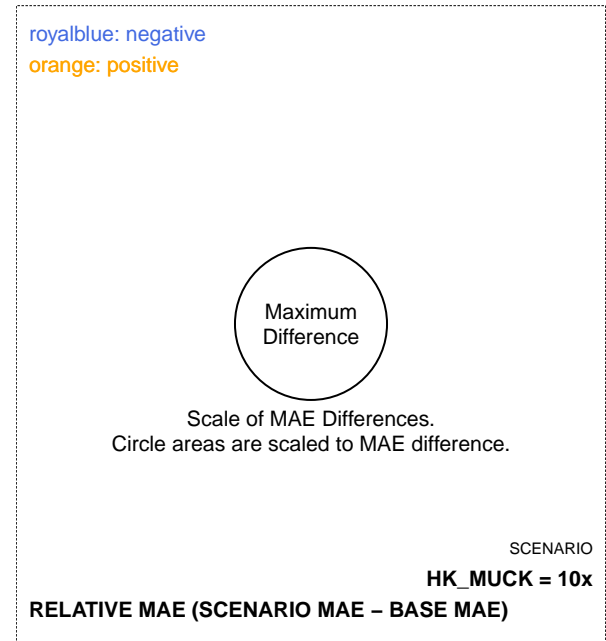 royalblue: negative
orange: positive
Maximum
Difference
Scale of MAE Differences.
Circle areas are scaled to MAE difference.
SCENARIO
HK_MUCK = 10x
RELATIVE MAE (SCENARIO MAE − BASE MAE)